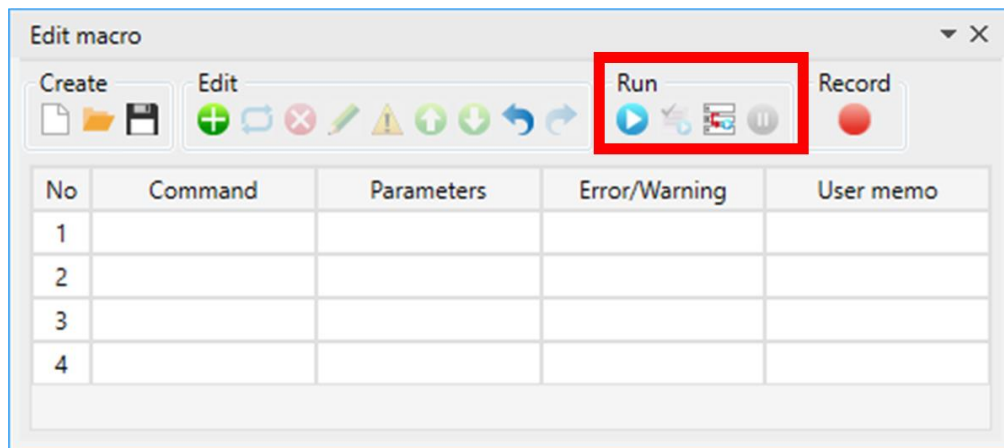 Edit macro
Create Edit Run Record
No Command Parameters Error/Warning User memo
1
2
3
4